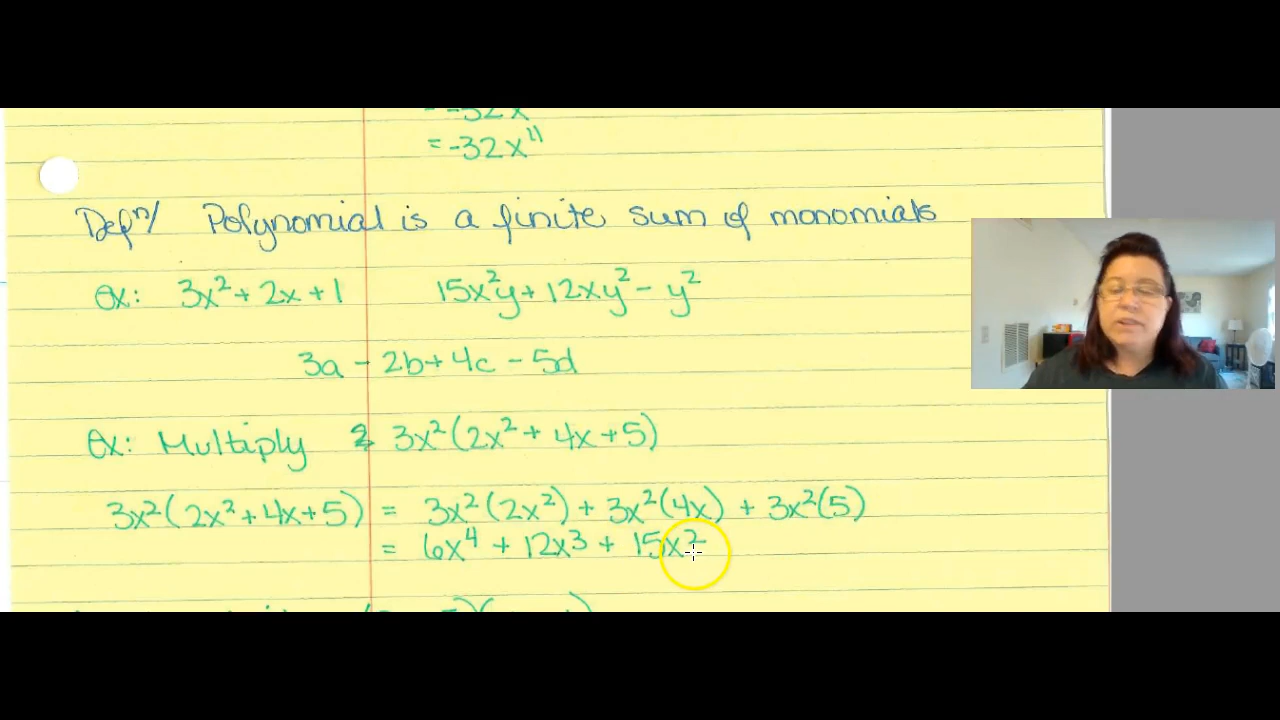 = -32x
= -32x¹¹
Defⁿ/ Polynomial is a finite sum of monomials
ex: 3x² + 2x + 1 15x²y + 12xy² - y²
3a - 2b + 4c - 5d
ex: Multiply 3x²(2x² + 4x + 5)
3x²(2x² + 4x + 5) = 3x²(2x²) + 3x²(4x) + 3x²(5)
= 6x⁴ + 12x³ + 15x²